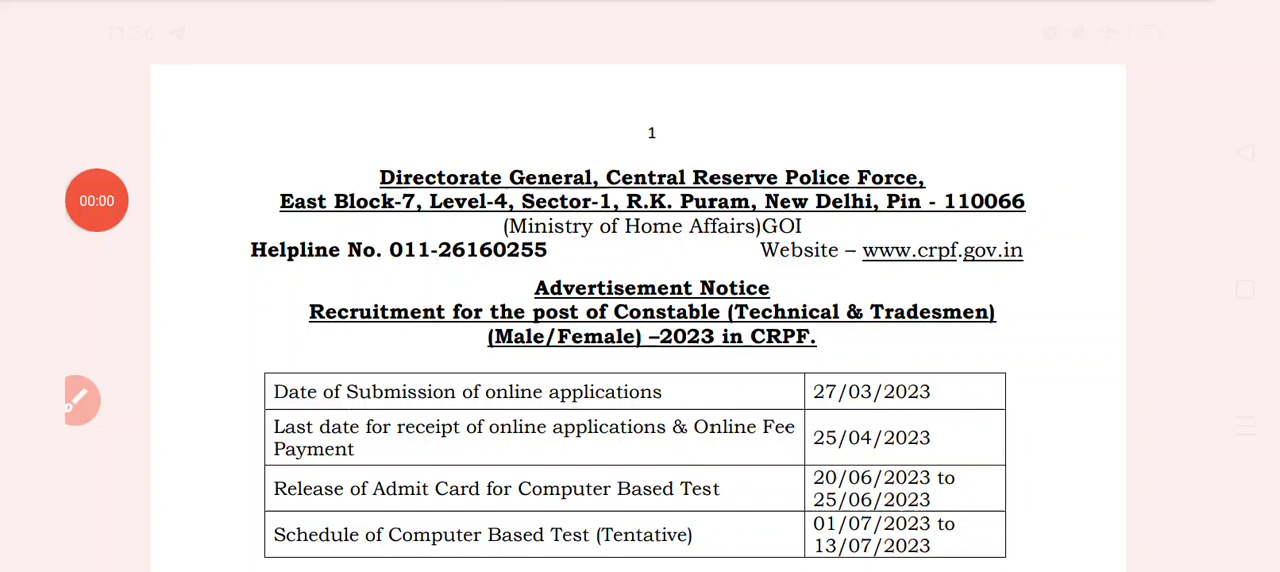 11:56
1
Directorate General, Central Reserve Police Force,
East Block-7, Level-4, Sector-1, R.K. Puram, New Delhi, Pin - 110066
(Ministry of Home Affairs)GOI
Helpline No. 011-26160255 Website – www.crpf.gov.in
00:00
Advertisement Notice
Recruitment for the post of Constable (Technical & Tradesmen)
(Male/Female) –2023 in CRPF.
Date of Submission of online applications 27/03/2023
Last date for receipt of online applications & Online Fee
Payment 25/04/2023
Release of Admit Card for Computer Based Test 20/06/2023 to
25/06/2023
Schedule of Computer Based Test (Tentative) 01/07/2023 to
13/07/2023